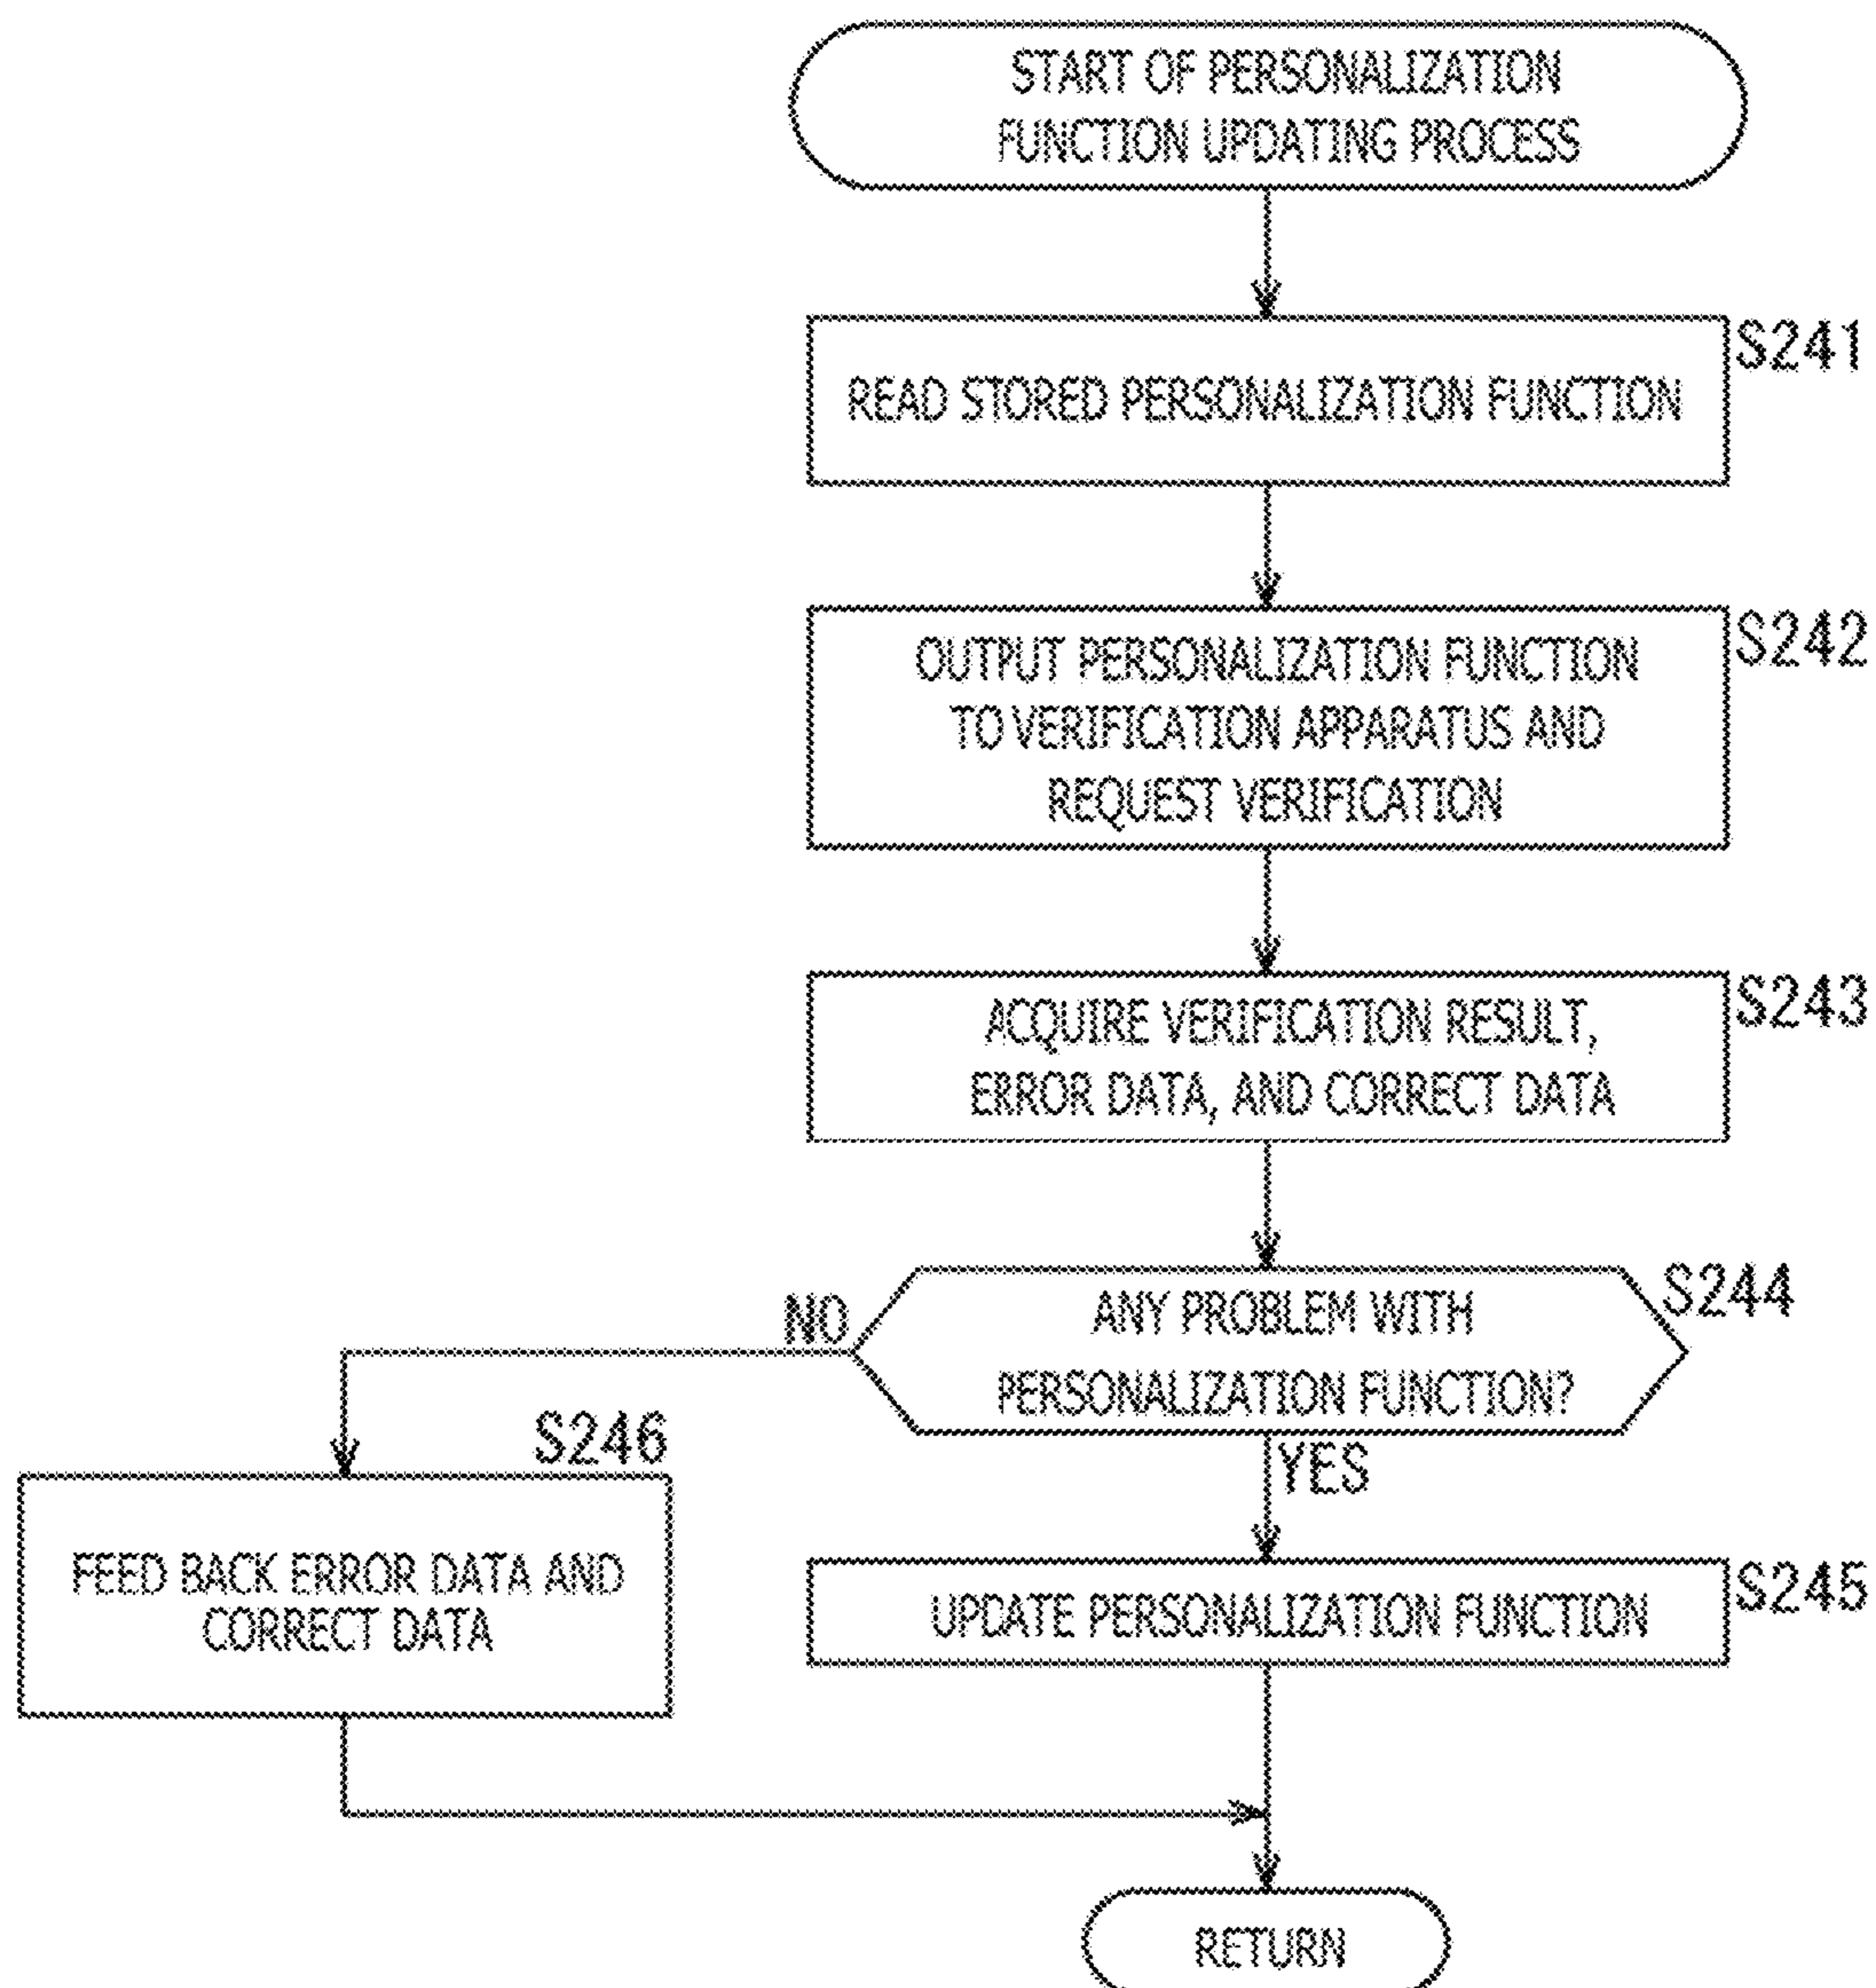 START OF PERSONALIZATION
FUNCTION UPDATING PROCESS
S241
READ STORED PERSONALIZATION FUNCTION
S242
OUTPUT PERSONALIZATION FUNCTION
TO VERIFICATION APPARATUS AND
REQUEST VERIFICATION
S243
ACQUIRE VERIFICATION RESULT,
ERROR DATA, AND CORRECT DATA
S244
NO
ANY PROBLEM WITH
PERSONALIZATION FUNCTION?
YES
S246
FEED BACK ERROR DATA AND
CORRECT DATA
S245
UPDATE PERSONALIZATION FUNCTION
RETURN